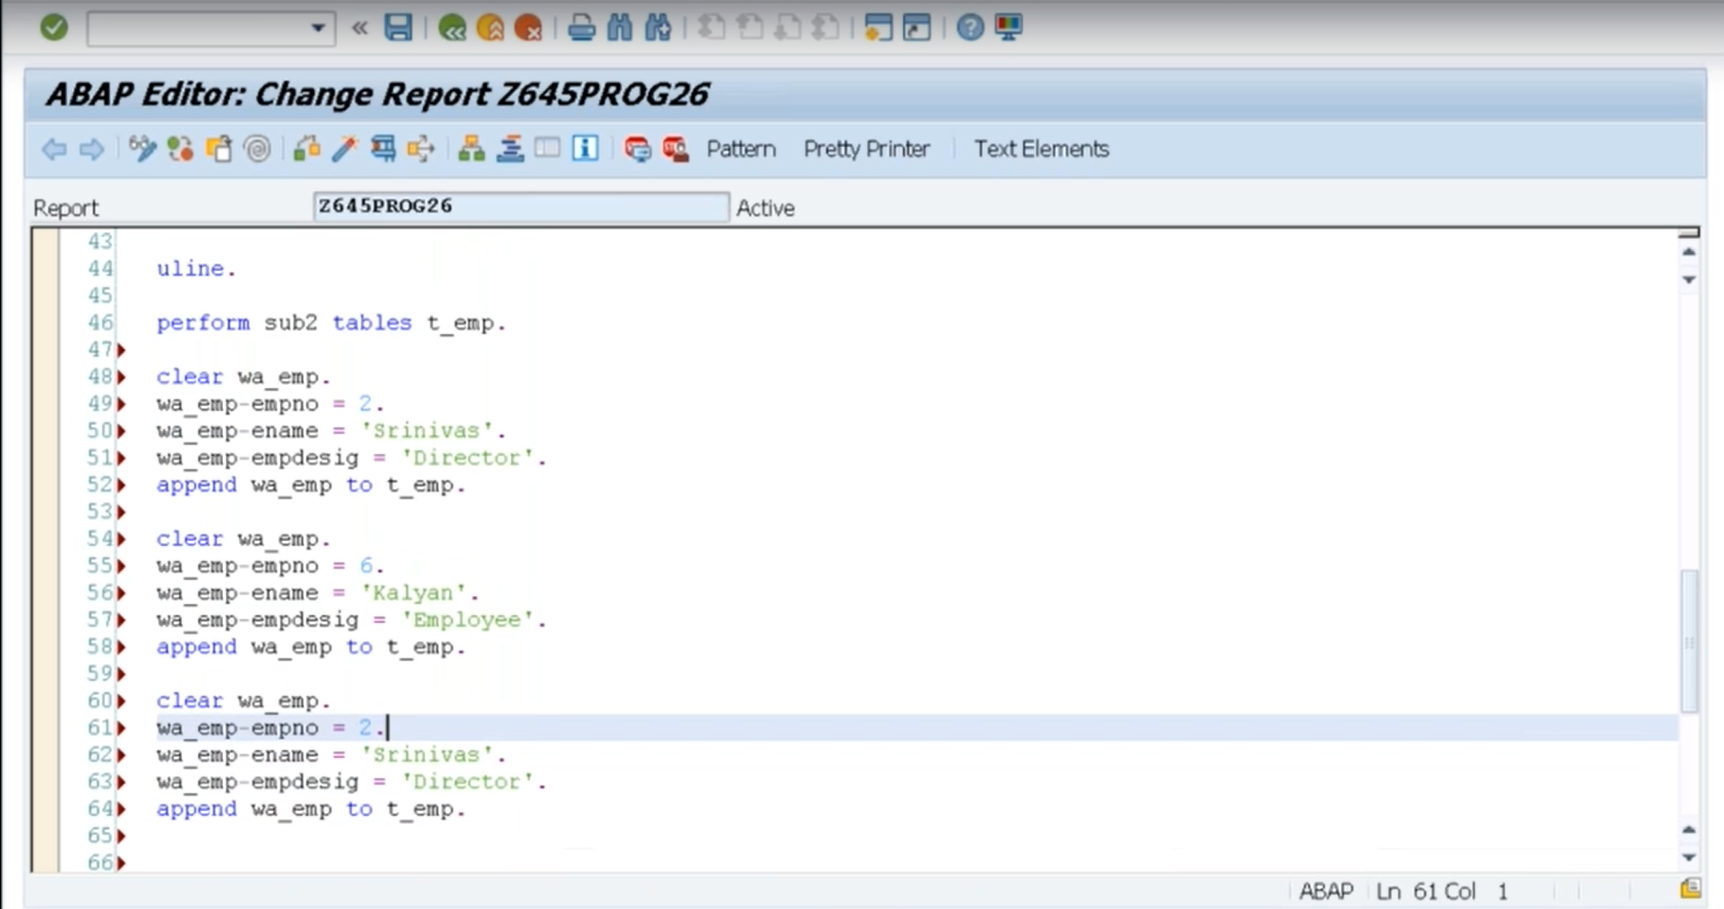 ABAP Editor: Change Report Z645PROG26
Pattern Pretty Printer Text Elements
Report Z645PROG26 Active
43
44 uline.
45
46 perform sub2 tables t_emp.
47
48 clear wa_emp.
49 wa_emp-empno = 2.
50 wa_emp-ename = 'Srinivas'.
51 wa_emp-empdesig = 'Director'.
52 append wa_emp to t_emp.
53
54 clear wa_emp.
55 wa_emp-empno = 6.
56 wa_emp-ename = 'Kalyan'.
57 wa_emp-empdesig = 'Employee'.
58 append wa_emp to t_emp.
59
60 clear wa_emp.
61 wa_emp-empno = 2.
62 wa_emp-ename = 'Srinivas'.
63 wa_emp-empdesig = 'Director'.
64 append wa_emp to t_emp.
65
66
ABAP Ln 61 Col 1